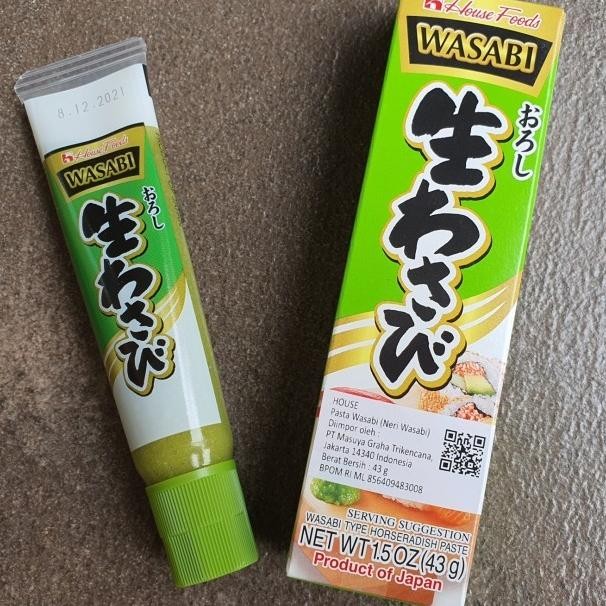 8.12.2021
House Foods
WASABI
おろし
生わさび
House Foods
WASABI
おろし
生わさび
HOUSE
Pasta Wasabi (Neri Wasabi)
Diimpor oleh :
PT Masuya Graha Trikencana,
Jakarta 14340 Indonesia
Berat Bersih : 43 g
BPOM RI ML 856409483008
SERVING SUGGESTION
WASABI TYPE HORSERADISH PASTE
NET WT 1.5 OZ (43 g)
Product of Japan